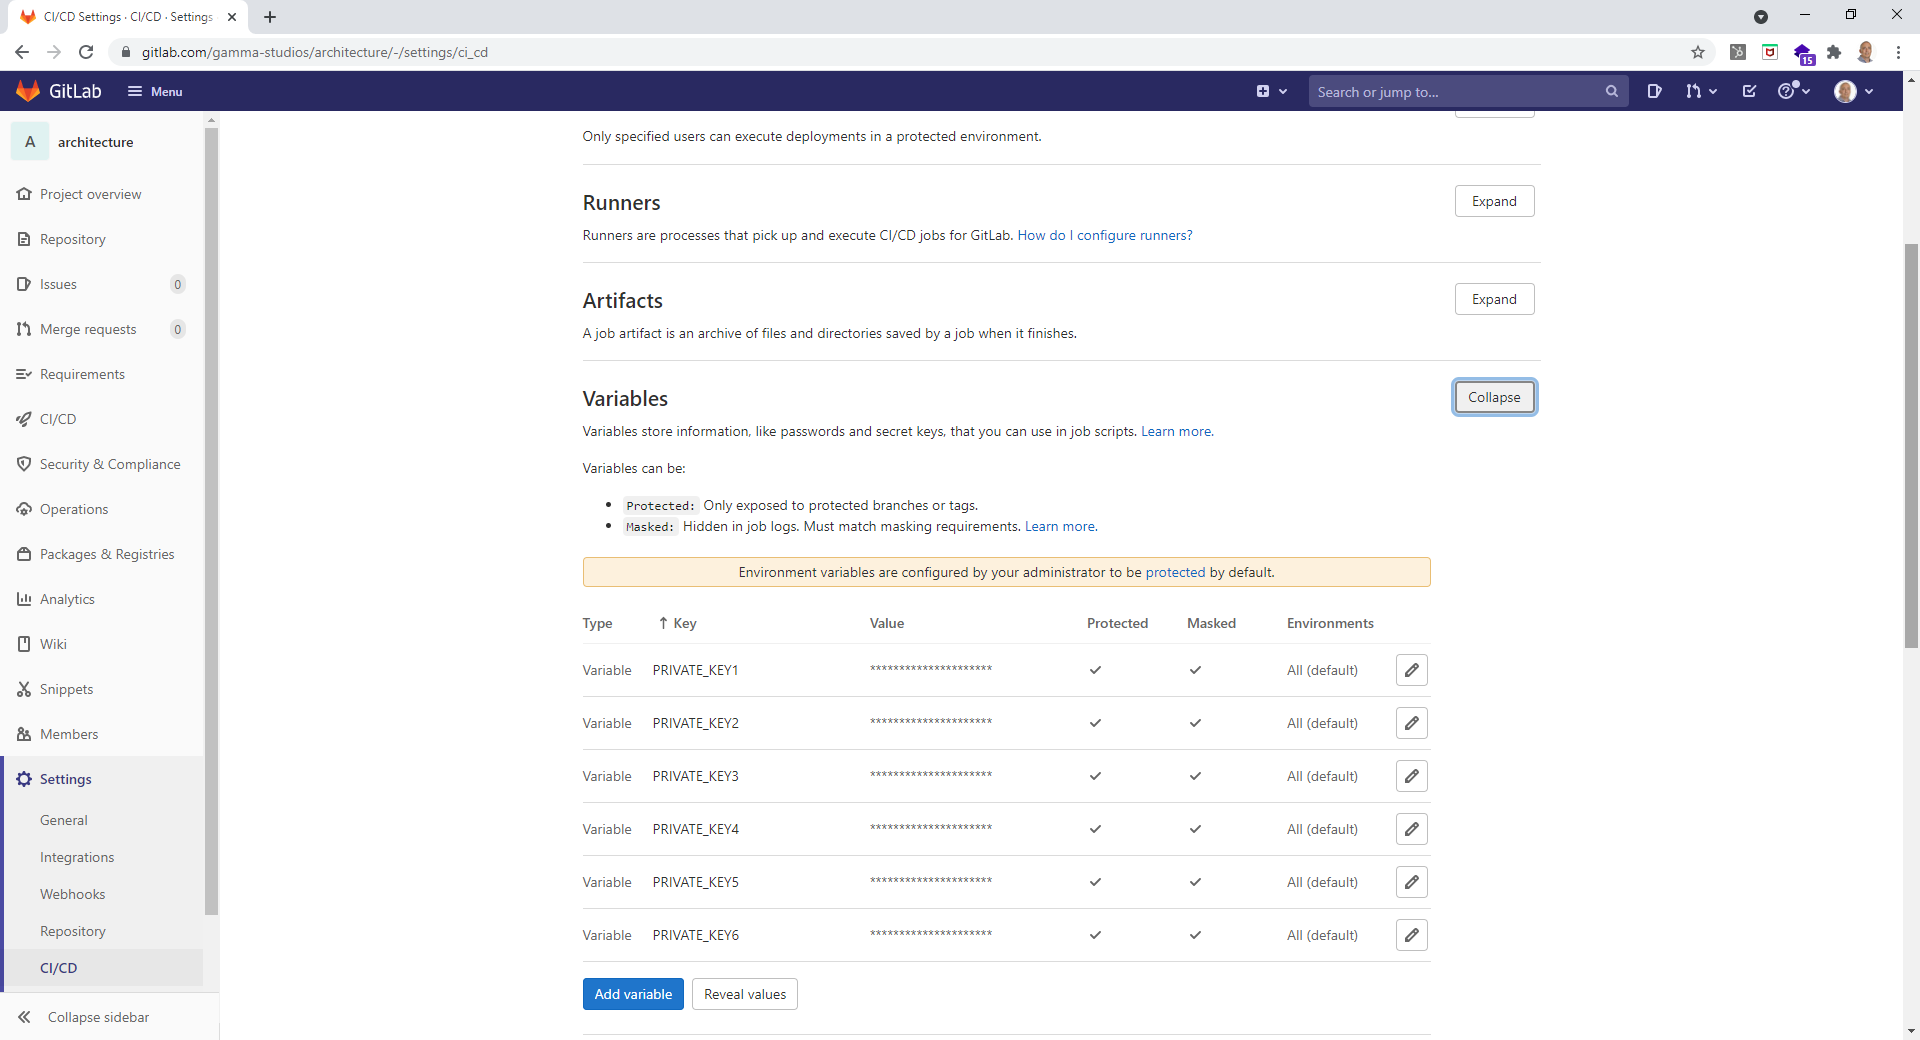 CI/CD Settings · CI/CD · Settings
gitlab.com/gamma-studios/architecture/-/settings/ci_cd
15
GitLab
Menu
Search or jump to...
A
architecture
Project overview
Repository
Issues 0
Merge requests 0
Requirements
CI/CD
Security & Compliance
Operations
Packages & Registries
Analytics
Wiki
Snippets
Members
Settings
General
Integrations
Webhooks
Repository
CI/CD
Collapse sidebar
Only specified users can execute deployments in a protected environment.
Runners
Expand
Runners are processes that pick up and execute CI/CD jobs for GitLab. How do I configure runners?
Artifacts
Expand
A job artifact is an archive of files and directories saved by a job when it finishes.
Variables
Collapse
Variables store information, like passwords and secret keys, that you can use in job scripts. Learn more.
Variables can be:
• Protected: Only exposed to protected branches or tags.
• Masked: Hidden in job logs. Must match masking requirements. Learn more.
Environment variables are configured by your administrator to be protected by default.
Type ↑ Key Value Protected Masked Environments
Variable PRIVATE_KEY1 ********************* ✓ ✓ All (default)
Variable PRIVATE_KEY2 ********************* ✓ ✓ All (default)
Variable PRIVATE_KEY3 ********************* ✓ ✓ All (default)
Variable PRIVATE_KEY4 ********************* ✓ ✓ All (default)
Variable PRIVATE_KEY5 ********************* ✓ ✓ All (default)
Variable PRIVATE_KEY6 ********************* ✓ ✓ All (default)
Add variable
Reveal values